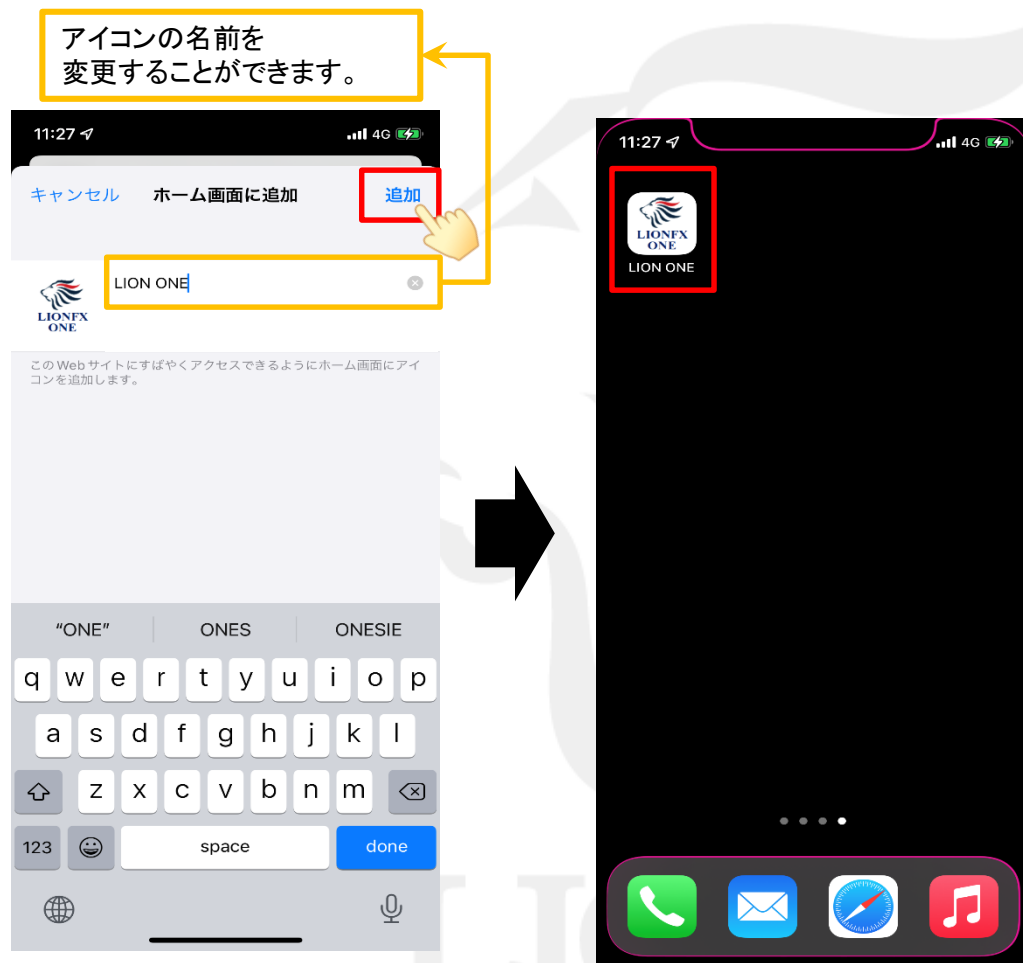 アイコンの名前を
変更することができます。
11:27
4G
キャンセル
ホーム画面に追加
追加
LIONFX
ONE
LION ONE
このWebサイトにすばやくアクセスできるようにホーム画面にアイ
コンを追加します。
"ONE"
ONES
ONESIE
q w e r t y u i o p
a s d f g h j k l
z x c v b n m
123
space
done
11:27
4G
LIONFX
ONE
LION ONE